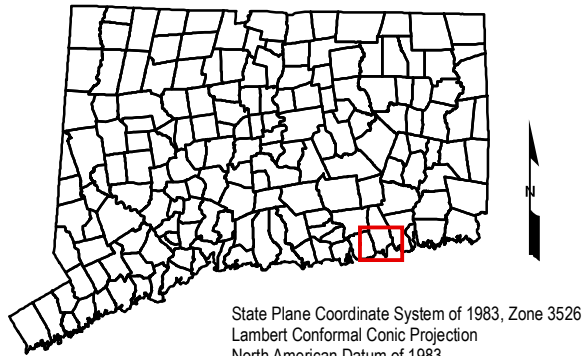 N
State Plane Coordinate System of 1983, Zone 3526
Lambert Conformal Conic Projection
North American Datum of 1983